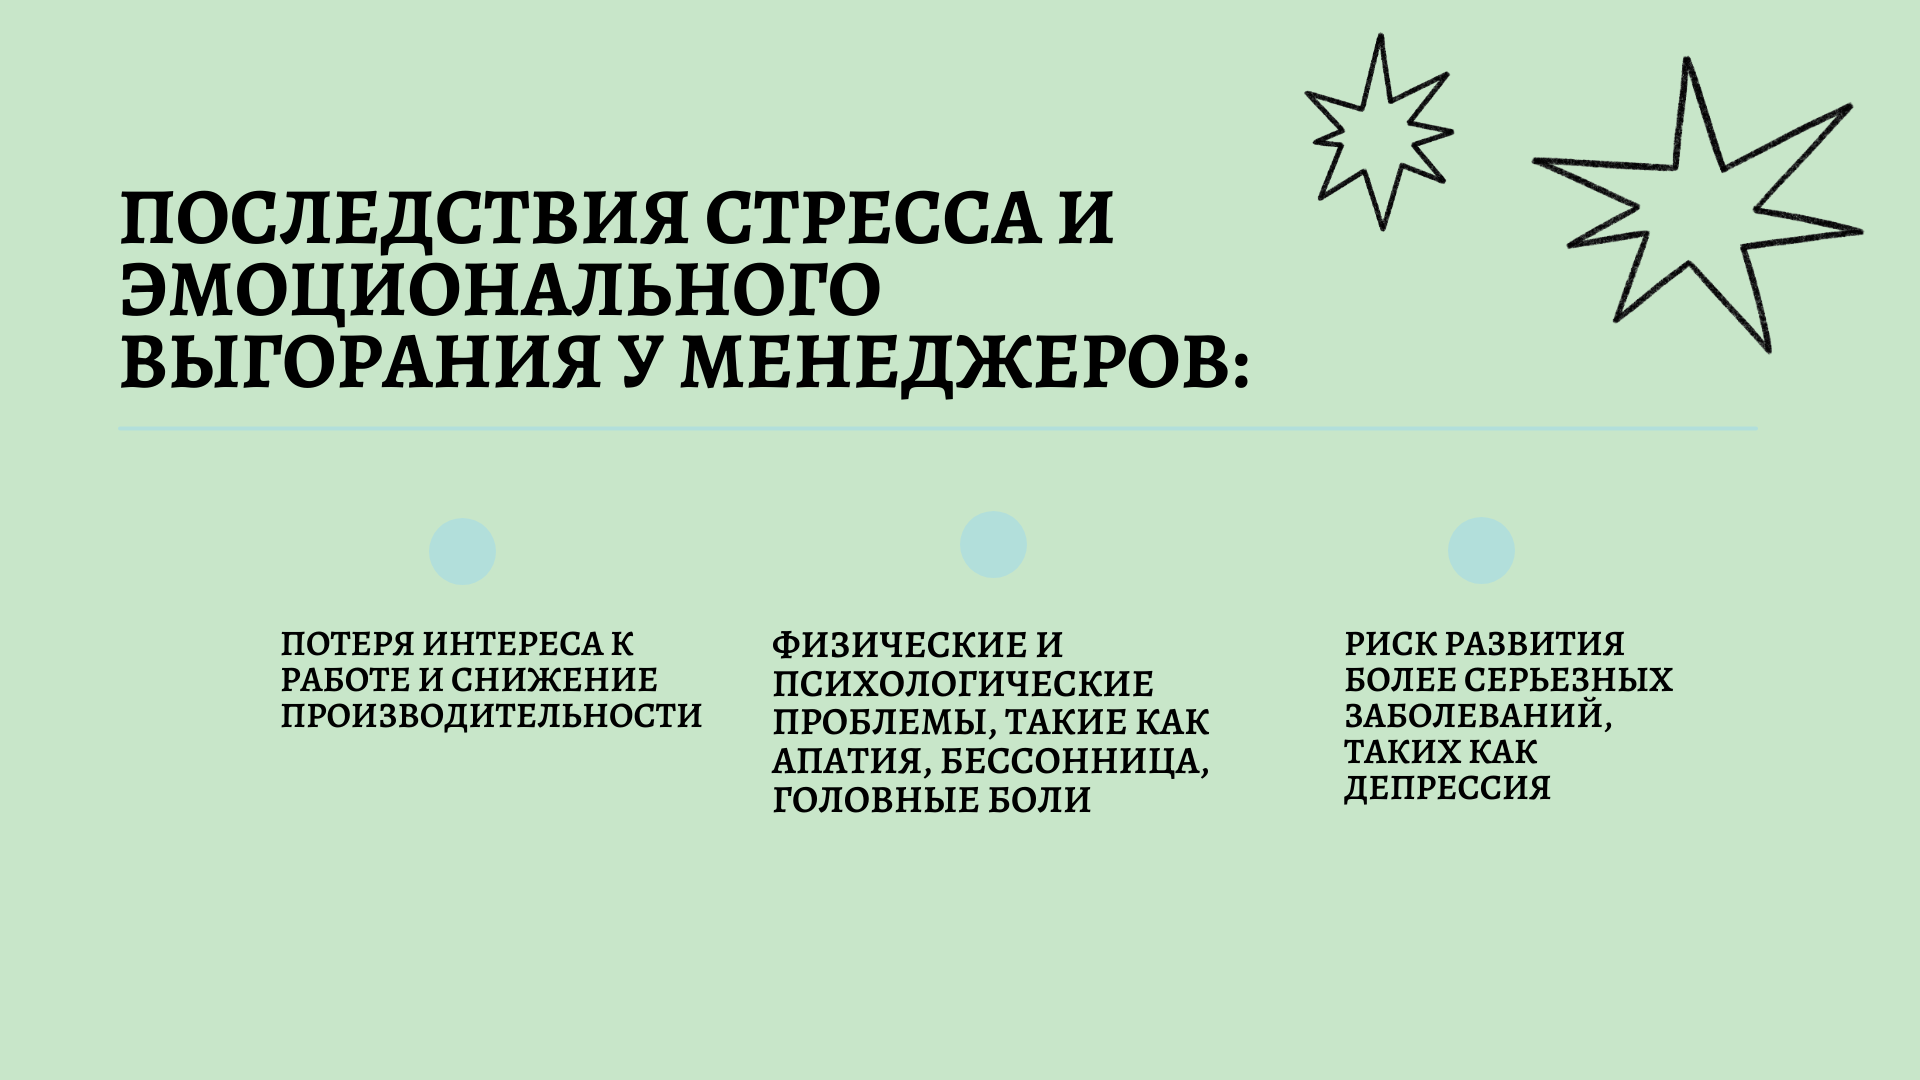 ПОСЛЕДСТВИЯ СТРЕССА И
ЭМОЦИОНАЛЬНОГО
ВЫГОРАНИЯ У МЕНЕДЖЕРОВ:
ПОТЕРЯ ИНТЕРЕСА К
РАБОТЕ И СНИЖЕНИЕ
ПРОИЗВОДИТЕЛЬНОСТИ
ФИЗИЧЕСКИЕ И
ПСИХОЛОГИЧЕСКИЕ
ПРОБЛЕМЫ, ТАКИЕ КАК
АПАТИЯ, БЕССОННИЦА,
ГОЛОВНЫЕ БОЛИ
РИСК РАЗВИТИЯ
БОЛЕЕ СЕРЬЕЗНЫХ
ЗАБОЛЕВАНИЙ,
ТАКИХ КАК
ДЕПРЕССИЯ